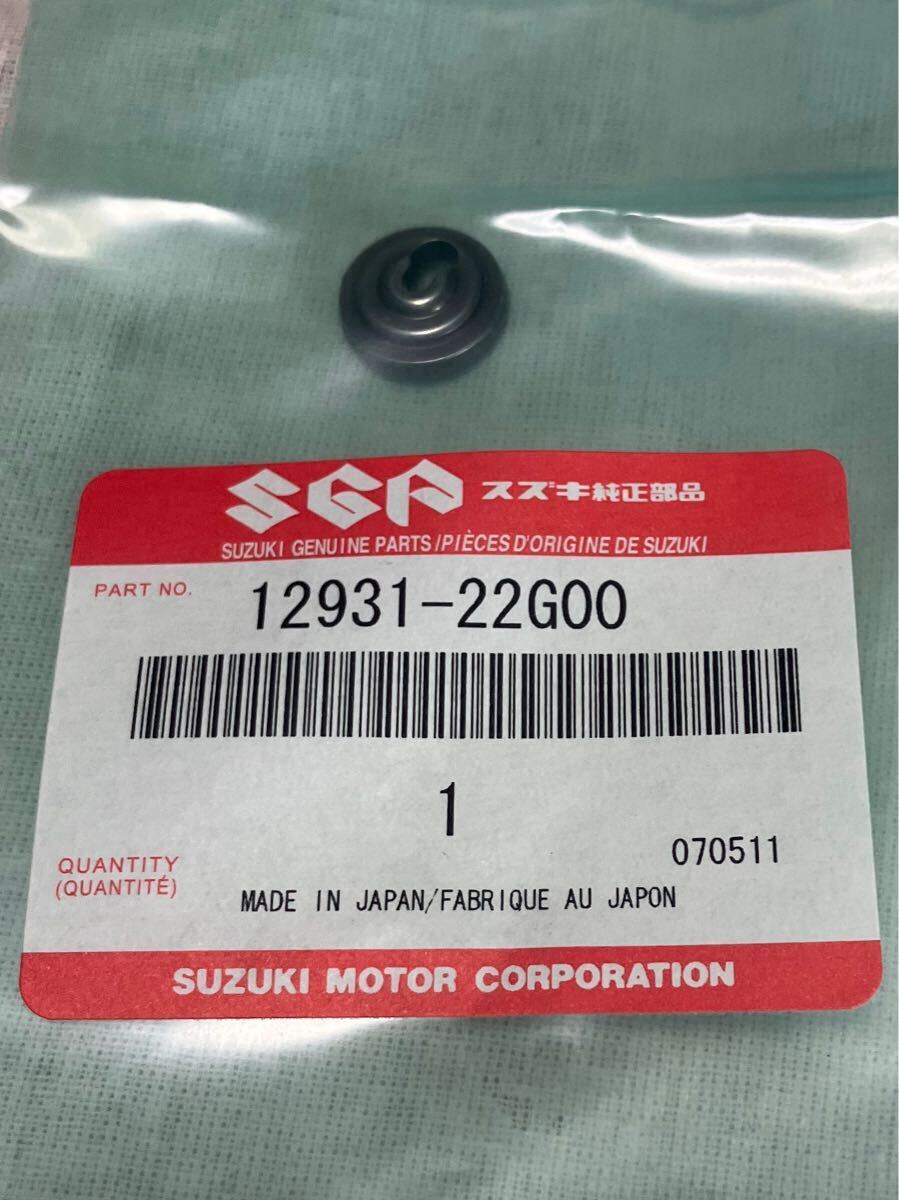 SGP スズキ純正部品
SUZUKI GENUINE PARTS/PIÈCES D'ORIGINE DE SUZUKI
PART NO. 12931-22G00
1
QUANTITY 070511
(QUANTITÉ)
MADE IN JAPAN/FABRIQUE AU JAPON
SUZUKI MOTOR CORPORATION